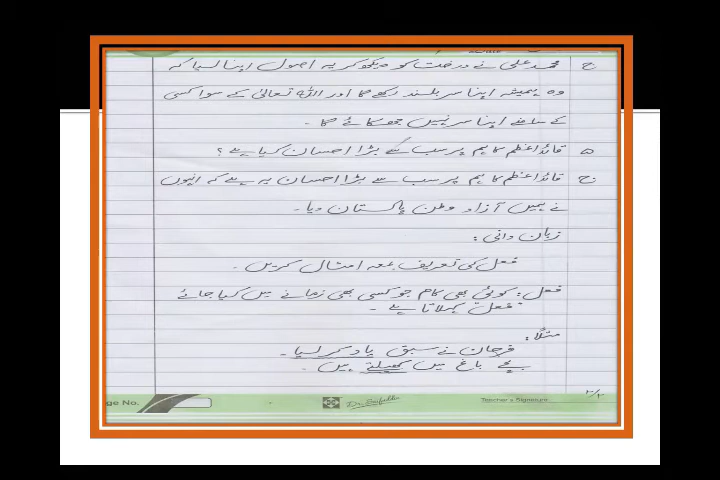 ج محمد علی نے درخت کو دیکھ کر یہ اصول اپنا لیا کہ
وہ ہمیشہ اپنا سر بلند رکھے گا اور اللہ تعالیٰ کے سوا کسی
کے سامنے اپنا سر نہیں جھکائے گا۔
۵ قائداعظم کا ہم پر سب سے بڑا احسان کیا ہے؟
ج قائداعظم کا ہم پر سب سے بڑا احسان یہ ہے کہ انہوں
نے ہمیں آزاد وطن پاکستان دیا۔
زبان دانی:
فعل کی تعریف بمعہ امثال کریں۔
فعل: کوئی بھی کام جو کسی بھی زمانے میں کیا جائے
"فعل" کہلاتا ہے۔
مثلاً:
فرحان نے سبق یاد کر لیا۔
بچے باغ میں کھیلتے ہیں۔
ge No.
Teacher's Signature